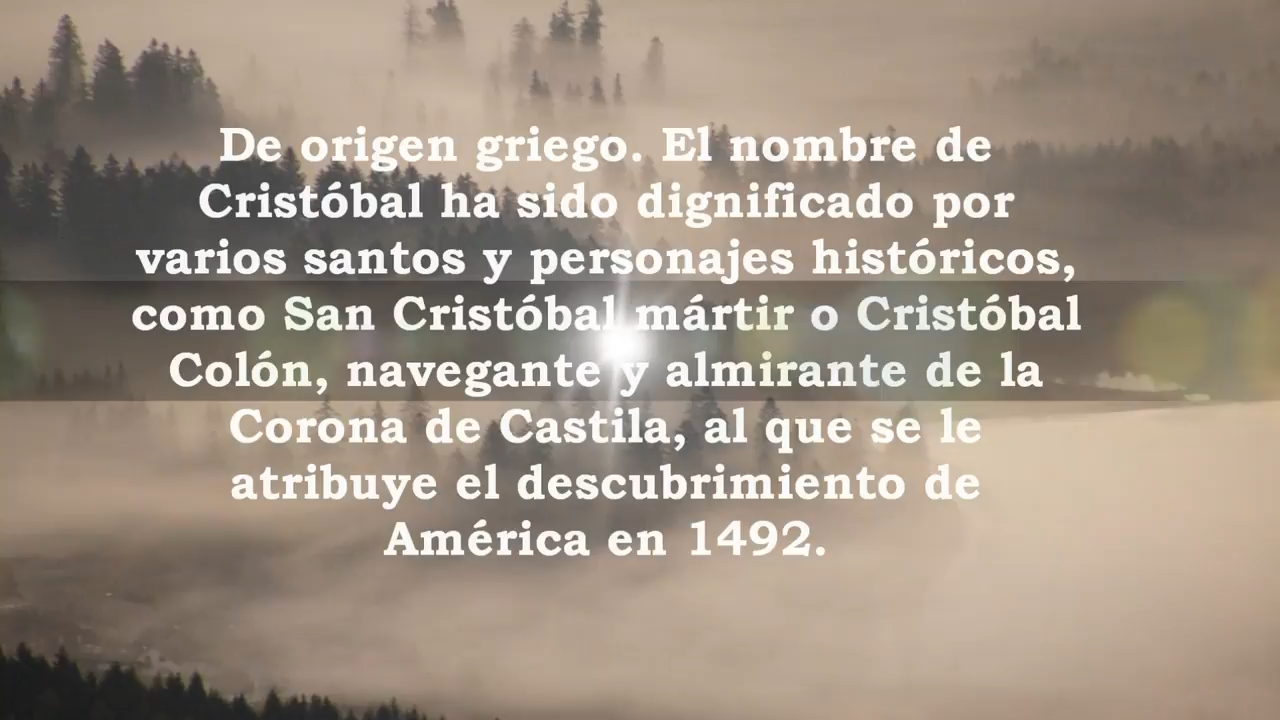 De origen griego. El nombre de
Cristóbal ha sido dignificado por
varios santos y personajes históricos,
como San Cristóbal mártir o Cristóbal
Colón, navegante y almirante de la
Corona de Castila, al que se le
atribuye el descubrimiento de
América en 1492.